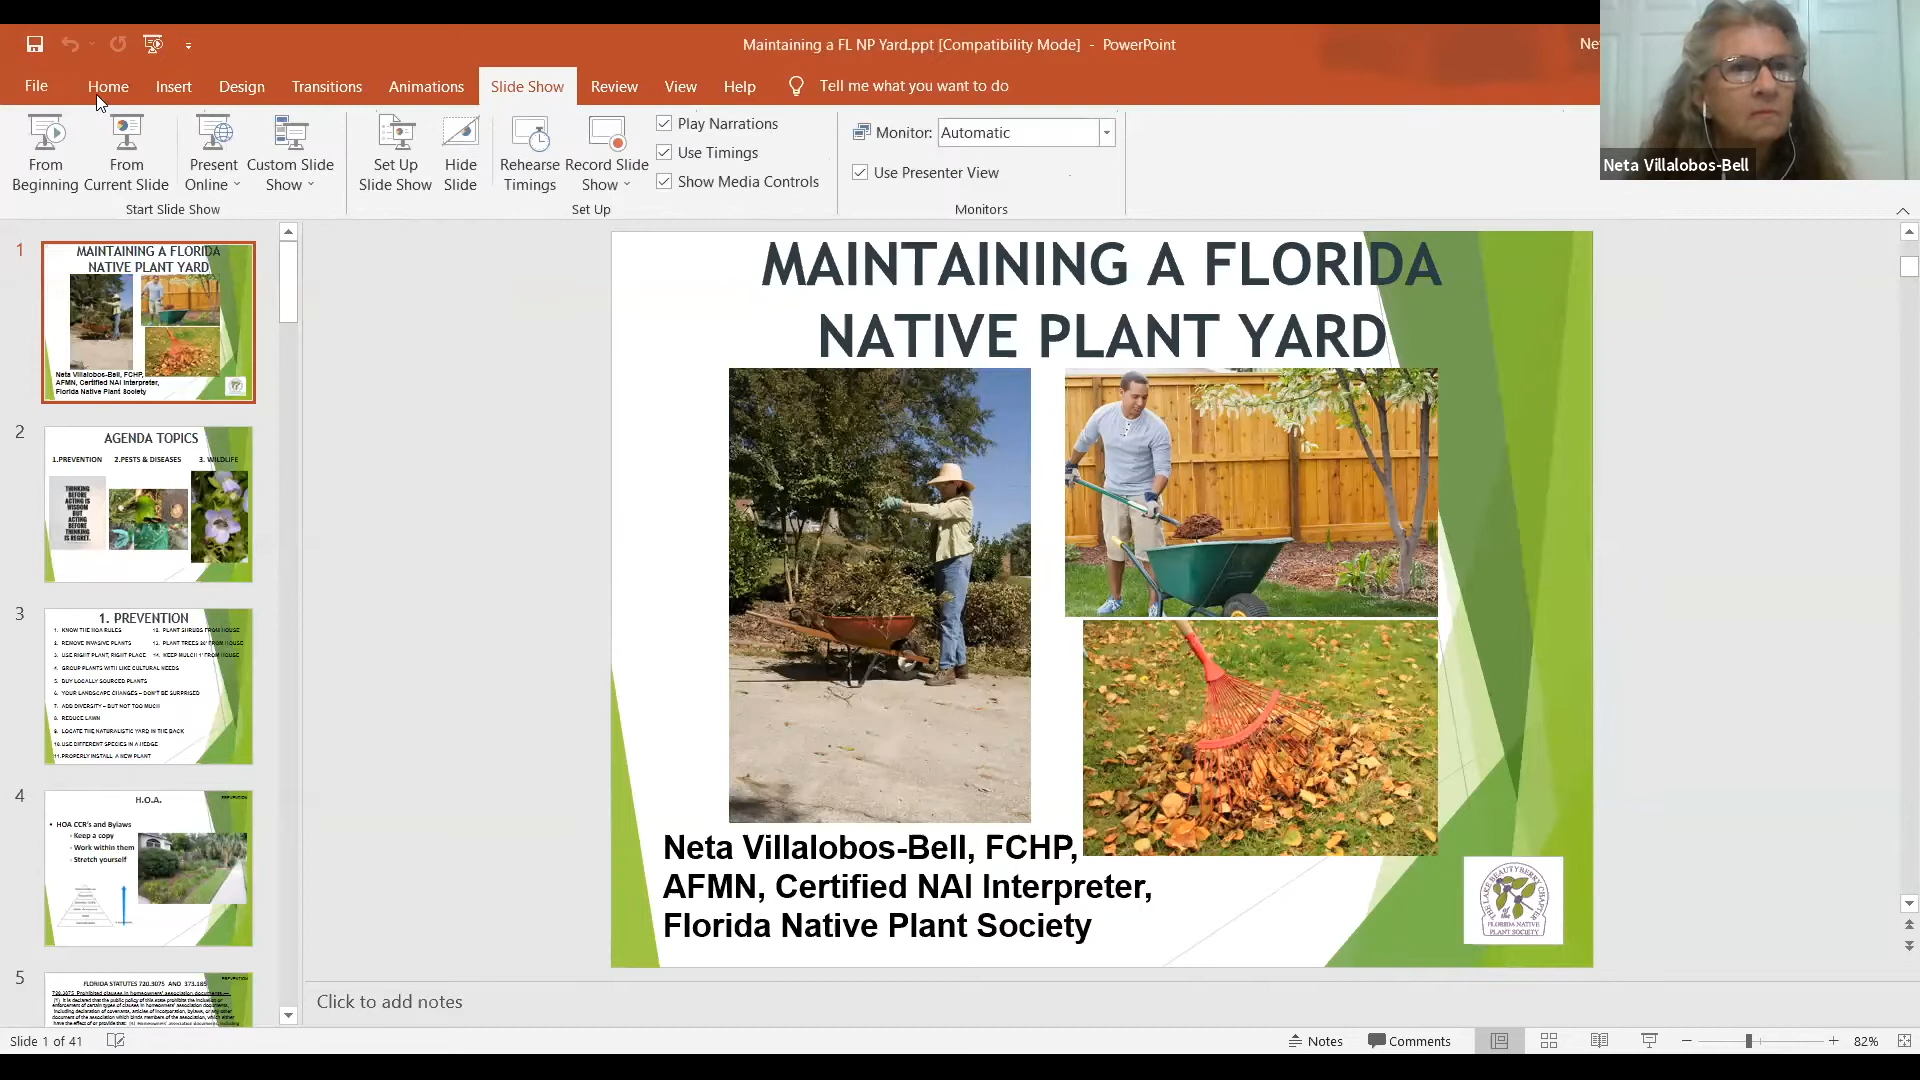 Maintaining a FL NP Yard.ppt [Compatibility Mode] - PowerPoint
Ne
File Home Insert Design Transitions Animations Slide Show Review View Help Tell me what you want to do
From Beginning
From Current Slide
Present Online
Custom Slide Show
Set Up Slide Show
Hide Slide
Rehearse Timings
Record Slide Show
Play Narrations
Use Timings
Show Media Controls
Monitor: Automatic
Use Presenter View
Start Slide Show
Set Up
Monitors
Neta Villalobos-Bell
1
MAINTAINING A FLORIDA
NATIVE PLANT YARD
Neta Villalobos-Bell, FCHP,
AFMN, Certified NAI Interpreter,
Florida Native Plant Society
2
AGENDA TOPICS
1.PREVENTION 2.PESTS & DISEASES 3. WILDLIFE
THINKING
BEFORE
ACTING IS
WISDOM
BUT
ACTING
BEFORE
THINKING
IS REGRET.
3
1. PREVENTION
1. KNOW THE HOA RULES
2. REMOVE INVASIVE PLANTS
3. USE RIGHT PLANT, RIGHT PLACE
4. GROUP PLANTS WITH LIKE CULTURAL NEEDS
5. BUY LOCALLY SOURCED PLANTS
6. YOUR LANDSCAPE CHANGES – DON'T BE SURPRISED
7. ADD DIVERSITY – BUT NOT TOO MUCH
8. REDUCE LAWN
9. LOCATE THE NATURALISTIC YARD IN THE BACK
10. USE DIFFERENT SPECIES IN A HEDGE
11. PROPERLY INSTALL A NEW PLANT
12. PLANT SHRUBS FROM HOUSE
13. PLANT TREES 20' FROM HOUSE
14. KEEP MULCH 1' FROM HOUSE
4
H.O.A.
PREVENTION
• HOA CCR's and Bylaws
- Keep a copy
- Work within them
- Stretch yourself
5
PREVENTION
FLORIDA STATUTES 720.3075 AND 373.185
720.3075 Prohibited clauses in homeowners' association documents.—
(4) It is declared that the public policy of this state prohibits the inclusion or
enforcement of certain types of clauses in homeowners' association documents,
including declaration of covenants, articles of incorporation, bylaws, or any other
document of the association which binds members of the association, which either
have the effect of or provide that:
MAINTAINING A FLORIDA
NATIVE PLANT YARD
Neta Villalobos-Bell, FCHP,
AFMN, Certified NAI Interpreter,
Florida Native Plant Society
THE LAKE BEAUTYBERRY CHAPTER
of the
FLORIDA NATIVE
PLANT SOCIETY
Click to add notes
Slide 1 of 41
Notes
Comments
82%